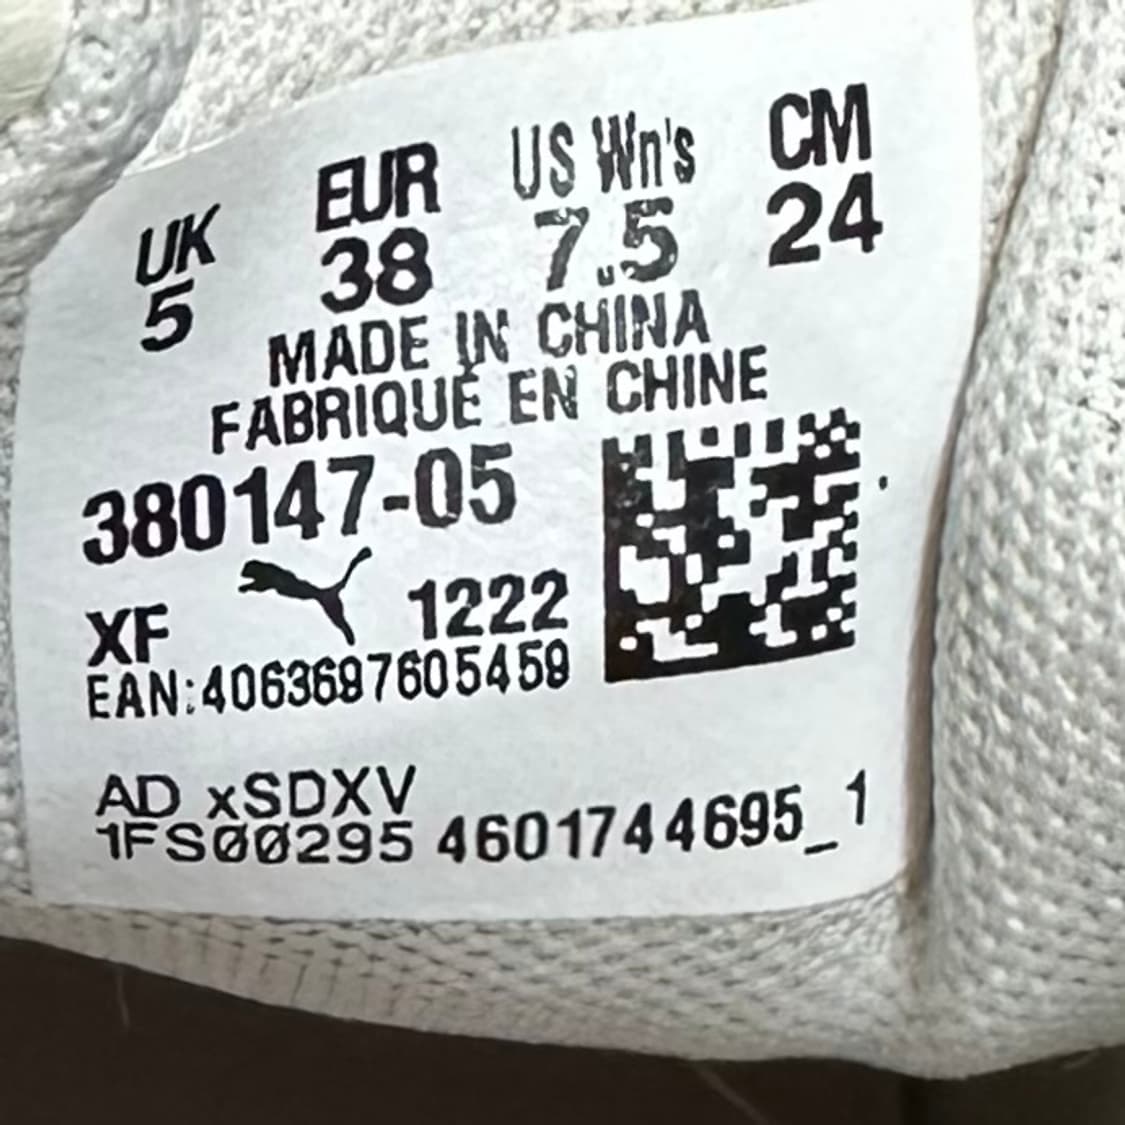 UK EUR US Wn's CM
5 38 7.5 24
MADE IN CHINA
FABRIQUÉ EN CHINE
380147-05
XF 1222
EAN:4063697605459
AD xSDXV
1FS00295 4601744695_1